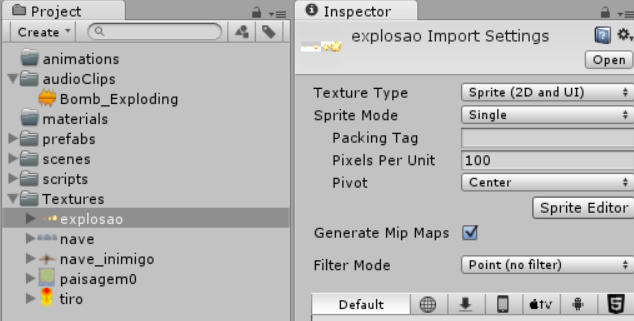 Project
Create
animations
audioClips
Bomb_Exploding
materials
prefabs
scenes
scripts
Textures
explosao
nave
nave_inimigo
paisagem0
tiro
Inspector
explosao Import Settings
Open
Texture Type Sprite (2D and UI)
Sprite Mode Single
Packing Tag
Pixels Per Unit 100
Pivot Center
Sprite Editor
Generate Mip Maps
Filter Mode Point (no filter)
Default tv 5